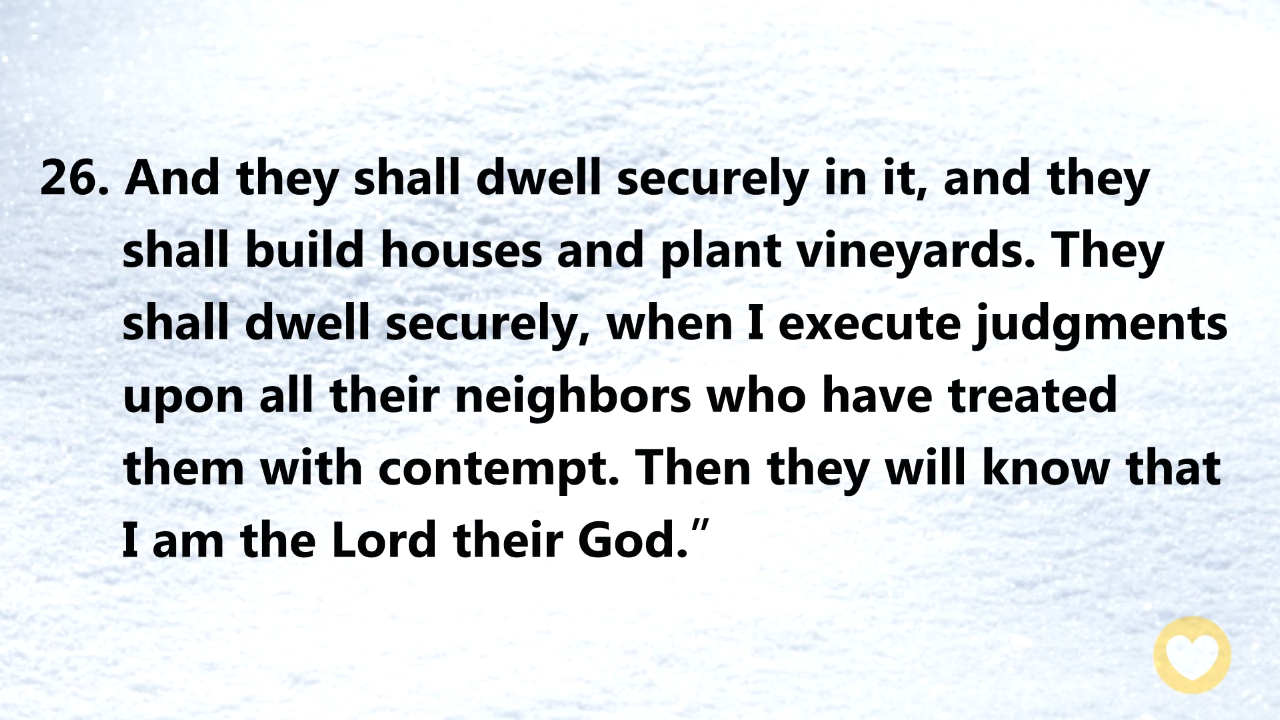 26. And they shall dwell securely in it, and they
shall build houses and plant vineyards. They
shall dwell securely, when I execute judgments
upon all their neighbors who have treated
them with contempt. Then they will know that
I am the Lord their God.”